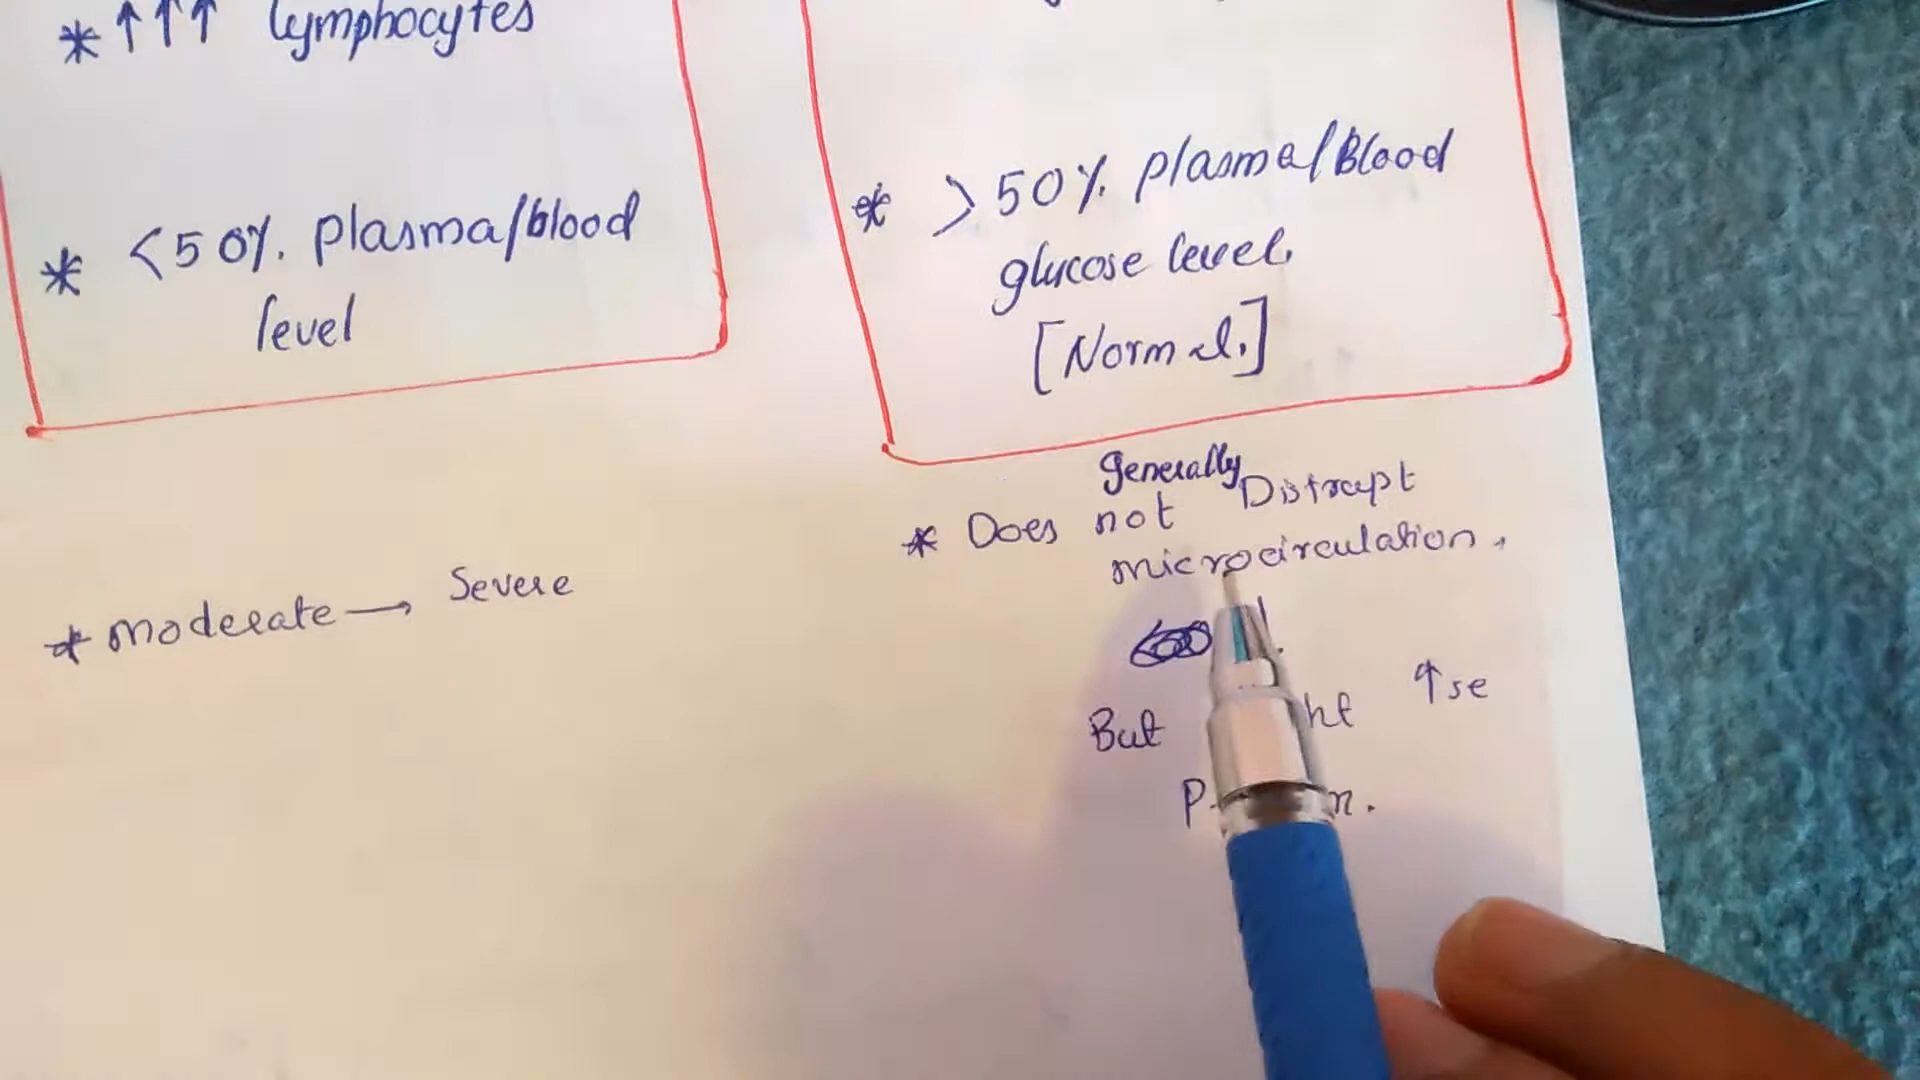 * ↑↑↑ lymphocytes
* <50%. plasma/blood
level
* moderate → Severe
* >50%. plasma/Blood
glucose level.
[Normal.]
generally
* Does not Distrupt
microcirculation.
But ↑se